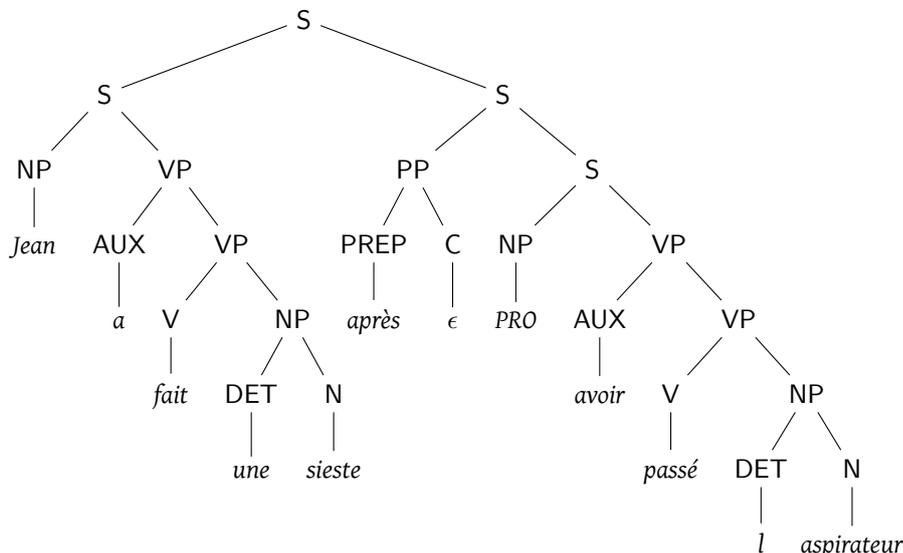 S
S S
NP VP PP S
Jean AUX VP PREP C NP VP
a V NP après ϵ PRO AUX VP
fait DET N avoir V NP
une sieste passé DET N
l aspirateur